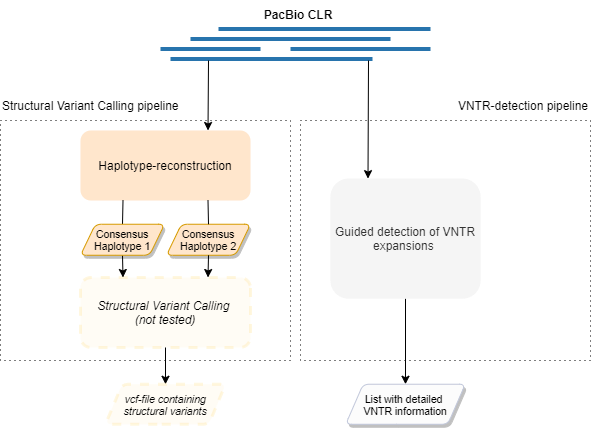 PacBio CLR
Structural Variant Calling pipeline
VNTR-detection pipeline
Haplotype-reconstruction
Consensus
Haplotype 1
Consensus
Haplotype 2
Guided detection of VNTR
expansions
Structural Variant Calling
(not tested)
vcf-file containing
structural variants
List with detailed
VNTR information